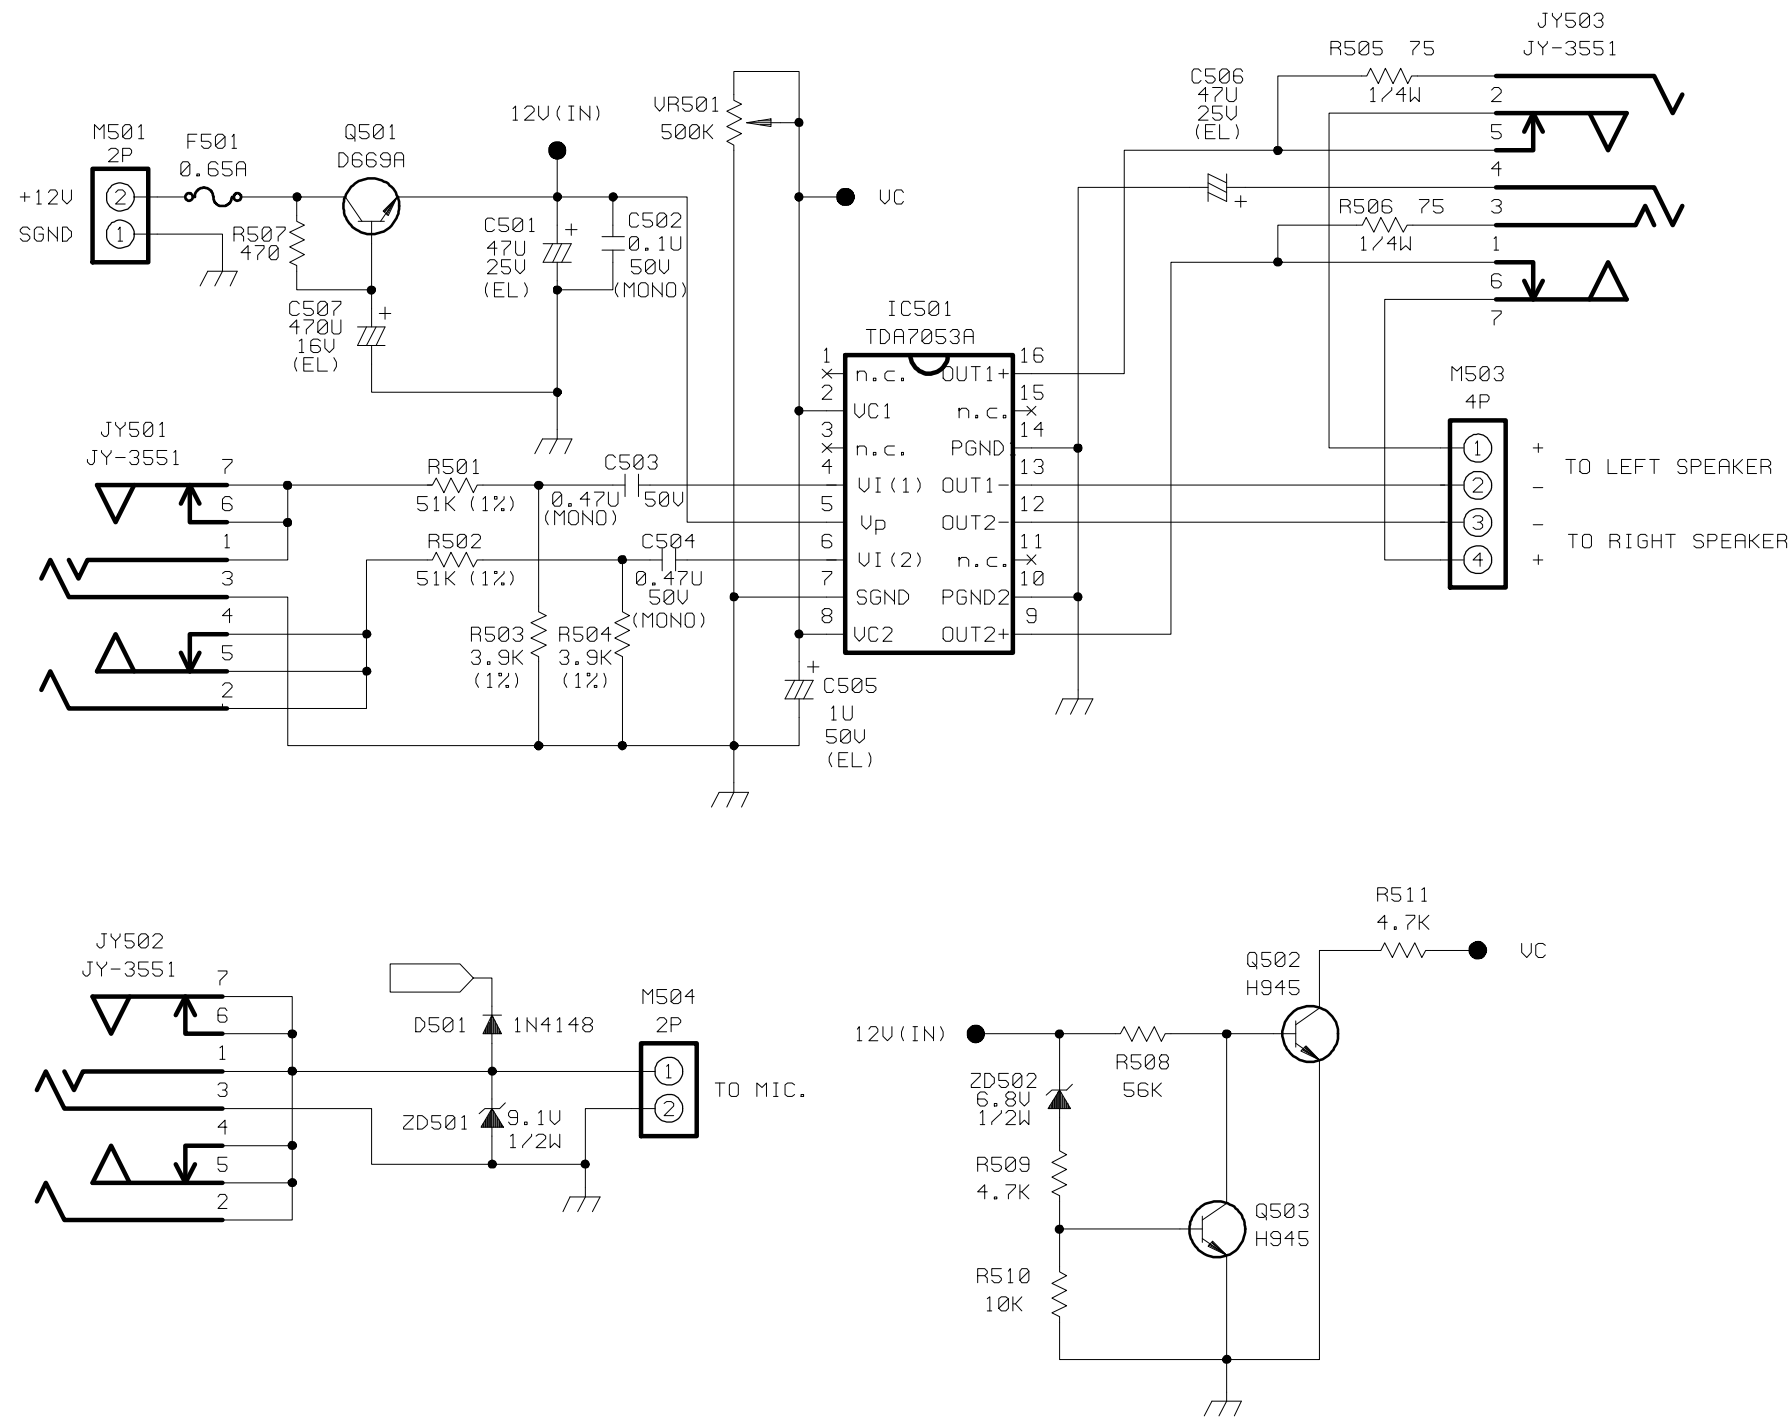 JY503
JY-3551
R505 75
1/4W
C506
47U
25V
(EL)
2
5
4
3
1
6
7
R506 75
1/4W
VR501
500K
12V(IN)
M501
2P
F501
0.65A
Q501
D669A
+12V
SGND
2
1
R507
470
C501
47U
25V
(EL)
+
C502
0.1U
50V
(MONO)
VC
+
C507
470U
16V
(EL)
+
IC501
TDA7053A
1
n.c.
2
VC1
3
n.c.
4
VI(1)
5
Vp
6
VI(2)
7
SGND
8
VC2
16
OUT1+
15
n.c.
14
PGND
13
OUT1-
12
OUT2-
11
n.c.
10
PGND2
9
OUT2+
M503
4P
1
+
TO LEFT SPEAKER
2
-
3
-
TO RIGHT SPEAKER
4
+
JY501
JY-3551
7
6
1
3
4
5
2
R501
51K (1%)
C503
0.47U 50V
(MONO)
R502
51K (1%)
C504
0.47U
50V
(MONO)
R503
3.9K
(1%)
R504
3.9K
(1%)
+
C505
1U
50V
(EL)
JY502
JY-3551
7
6
1
3
4
5
2
D501 1N4148
ZD501 9.1V
1/2W
M504
2P
1
2
TO MIC.
R511
4.7K
VC
Q502
H945
12V(IN)
R508
56K
ZD502
6.8V
1/2W
R509
4.7K
Q503
H945
R510
10K